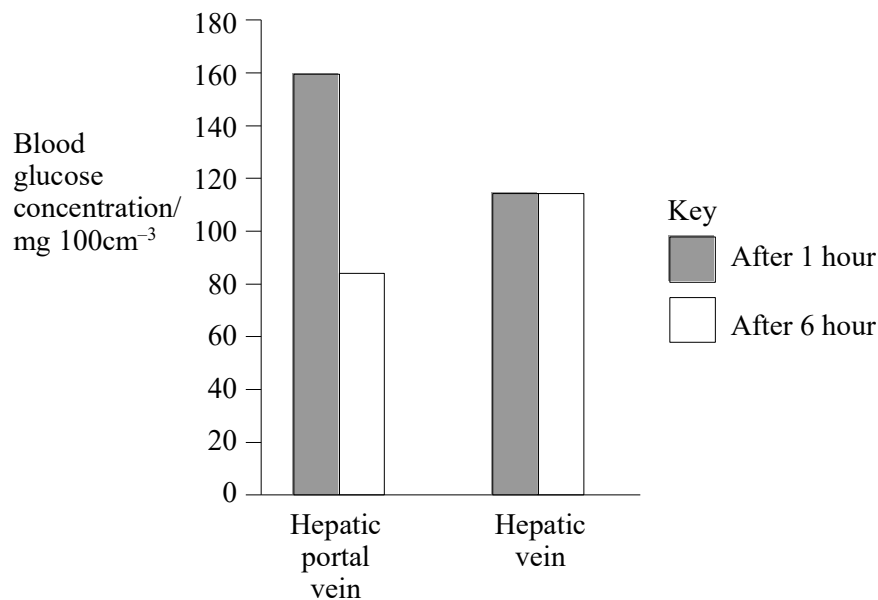 180
160
140
120
100
80
60
40
20
0
Blood
glucose
concentration/
mg 100cm⁻³
Hepatic
portal
vein
Hepatic
vein
Key
After 1 hour
After 6 hour